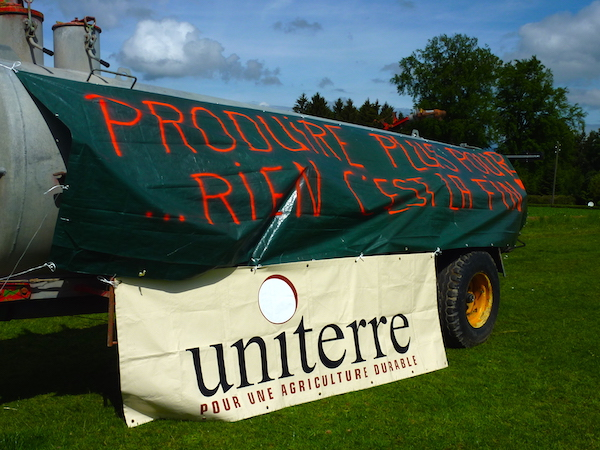 PRODUIRE PLUS POUR
...RIEN C'EST LA FIN
uniterre
POUR UNE AGRICULTURE DURABLE